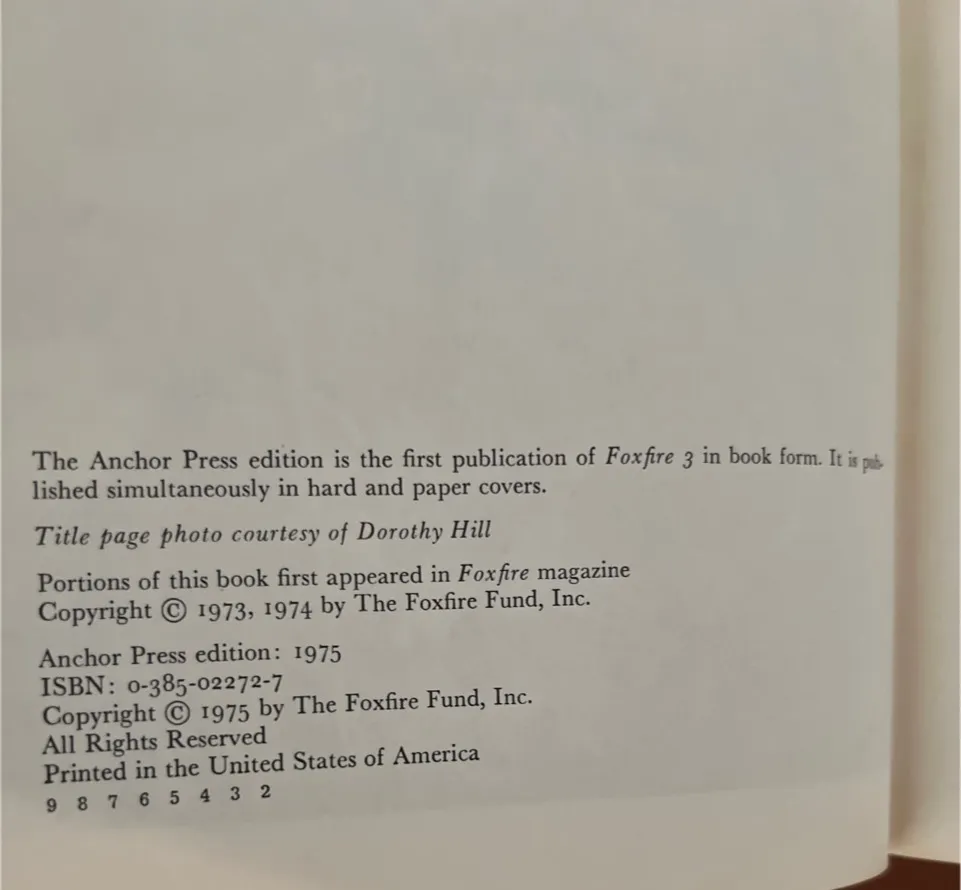 The Anchor Press edition is the first publication of Foxfire 3 in book form. It is pub-
lished simultaneously in hard and paper covers.
Title page photo courtesy of Dorothy Hill
Portions of this book first appeared in Foxfire magazine
Copyright © 1973, 1974 by The Foxfire Fund, Inc.
Anchor Press edition: 1975
ISBN: 0-385-02272-7
Copyright © 1975 by The Foxfire Fund, Inc.
All Rights Reserved
Printed in the United States of America
9 8 7 6 5 4 3 2